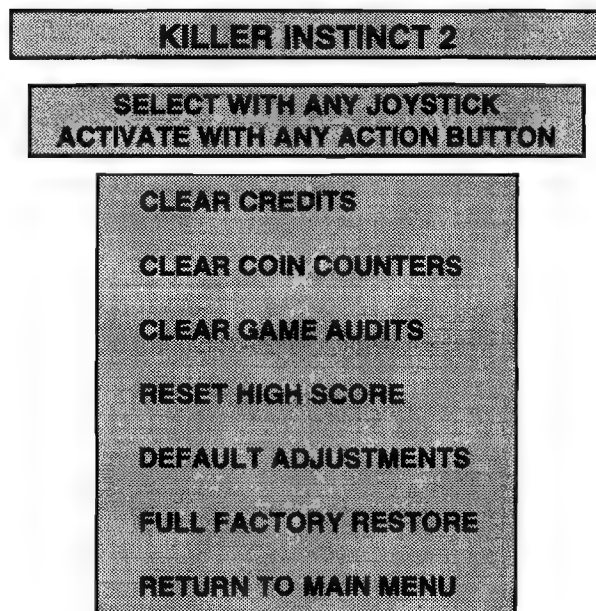 KILLER INSTINCT 2
SELECT WITH ANY JOYSTICK
ACTIVATE WITH ANY ACTION BUTTON
CLEAR CREDITS
CLEAR COIN COUNTERS
CLEAR GAME AUDITS
RESET HIGH SCORE
DEFAULT ADJUSTMENTS
FULL FACTORY RESTORE
RETURN TO MAIN MENU